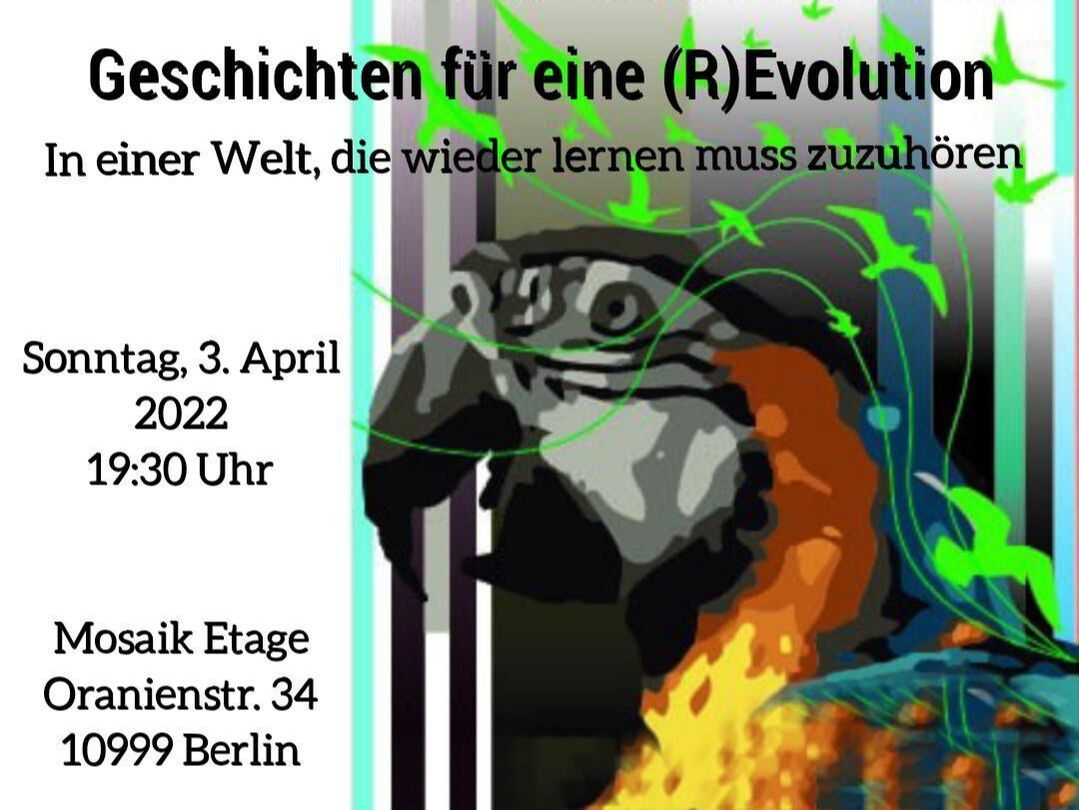 Geschichten für eine (R)Evolution
In einer Welt, die wieder lernen muss zuzuhören
Sonntag, 3. April
2022
19:30 Uhr
Mosaik Etage
Oranienstr. 34
10999 Berlin